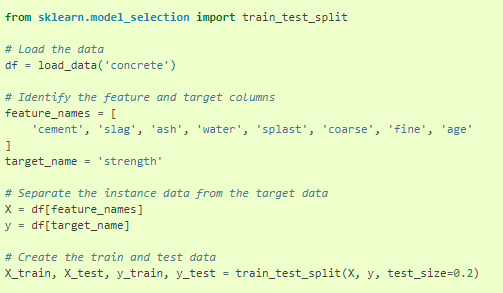 from sklearn.model_selection import train_test_split
# Load the data
df = load_data('concrete')
# Identify the feature and target columns
feature_names = [
    'cement', 'slag', 'ash', 'water', 'splast', 'coarse', 'fine', 'age'
]
target_name = 'strength'
# Separate the instance data from the target data
X = df[feature_names]
y = df[target_name]
# Create the train and test data
X_train, X_test, y_train, y_test = train_test_split(X, y, test_size=0.2)